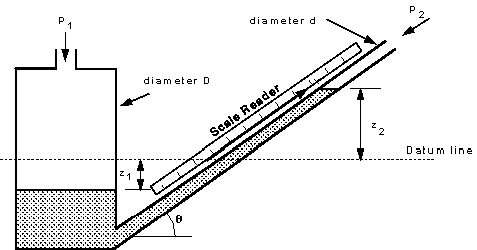 P1
diameter d
P2
diameter D
Scale Reader
z2
Datum line
z1
θ